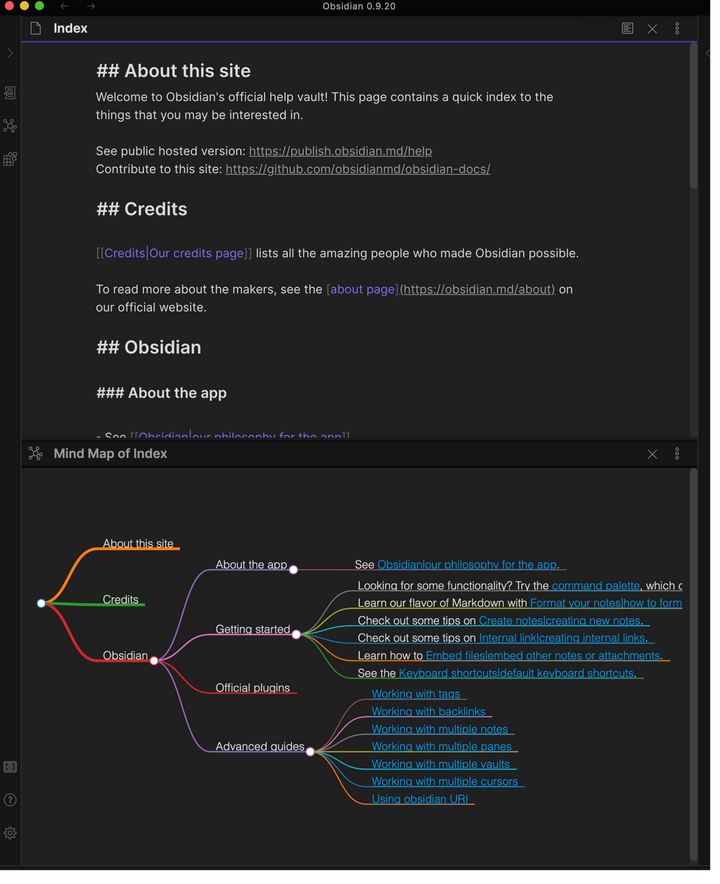 Obsidian 0.9.20
Index
## About this site
Welcome to Obsidian's official help vault! This page contains a quick index to the
things that you may be interested in.
See public hosted version: https://publish.obsidian.md/help
Contribute to this site: https://github.com/obsidianmd/obsidian-docs/
## Credits
[[Credits|Our credits page]] lists all the amazing people who made Obsidian possible.
To read more about the makers, see the [about page](https://obsidian.md/about) on
our official website.
## Obsidian
### About the app
- See [[Obsidian|our philosophy for the app]]
Mind Map of Index
About this site
Credits
Obsidian
About the app
See Obsidian|our philosophy for the app.
Getting started
Looking for some functionality? Try the command palette, which c
Learn our flavor of Markdown with Format your notes|how to form
Check out some tips on Create notes|creating new notes.
Check out some tips on Internal link|creating internal links.
Learn how to Embed files|embed other notes or attachments.
See the Keyboard shortcuts|default keyboard shortcuts.
Official plugins
Advanced guides
Working with tags
Working with backlinks
Working with multiple notes
Working with multiple panes
Working with multiple vaults
Working with multiple cursors
Using obsidian URI